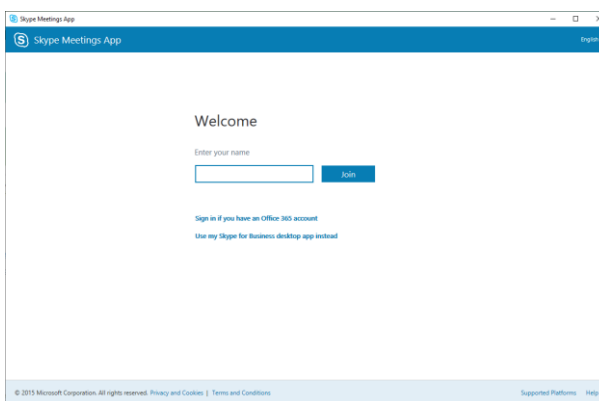 Skype Meetings App
Skype Meetings App English
Welcome
Enter your name
Join
Sign in if you have an Office 365 account
Use my Skype for Business desktop app instead
© 2015 Microsoft Corporation. All rights reserved. Privacy and Cookies | Terms and Conditions Supported Platforms Help